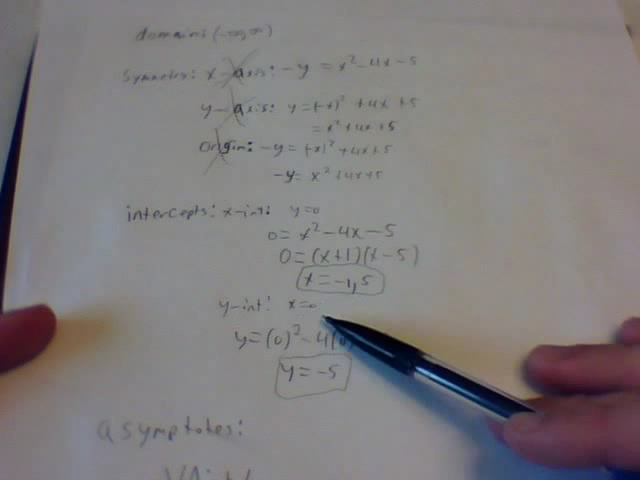 domain: (-∞,∞)
Symmetry: x-axis: -y = x² - 4x - 5
y-axis: y = (-x)² + 4x + 5
= x² + 4x + 5
Origin: -y = (-x)² + 4x + 5
-y = x² + 4x + 5
intercepts: x-int: y=0
0 = x² - 4x - 5
0 = (x+1)(x-5)
x = -1, 5
y-int: x=0
y = (0)² - 4(0)
y = -5
asymptotes: